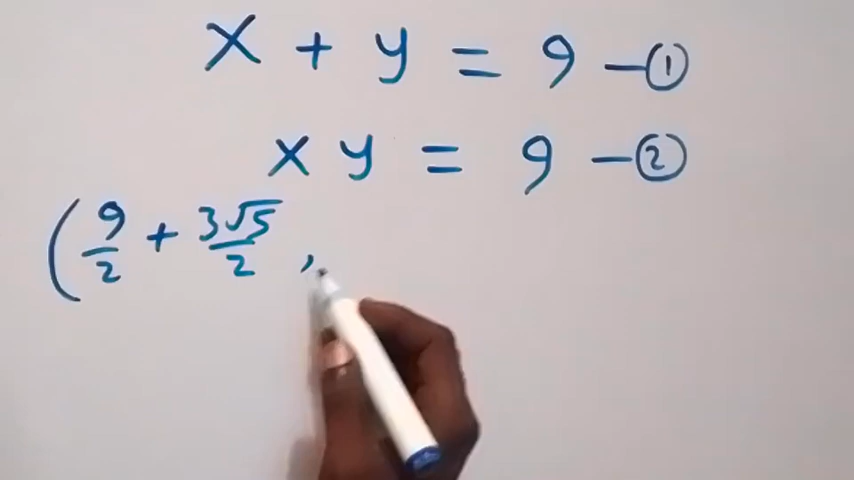 x + y = 9 —①
xy = 9 —②
(9/2 + 3√5/2 ,